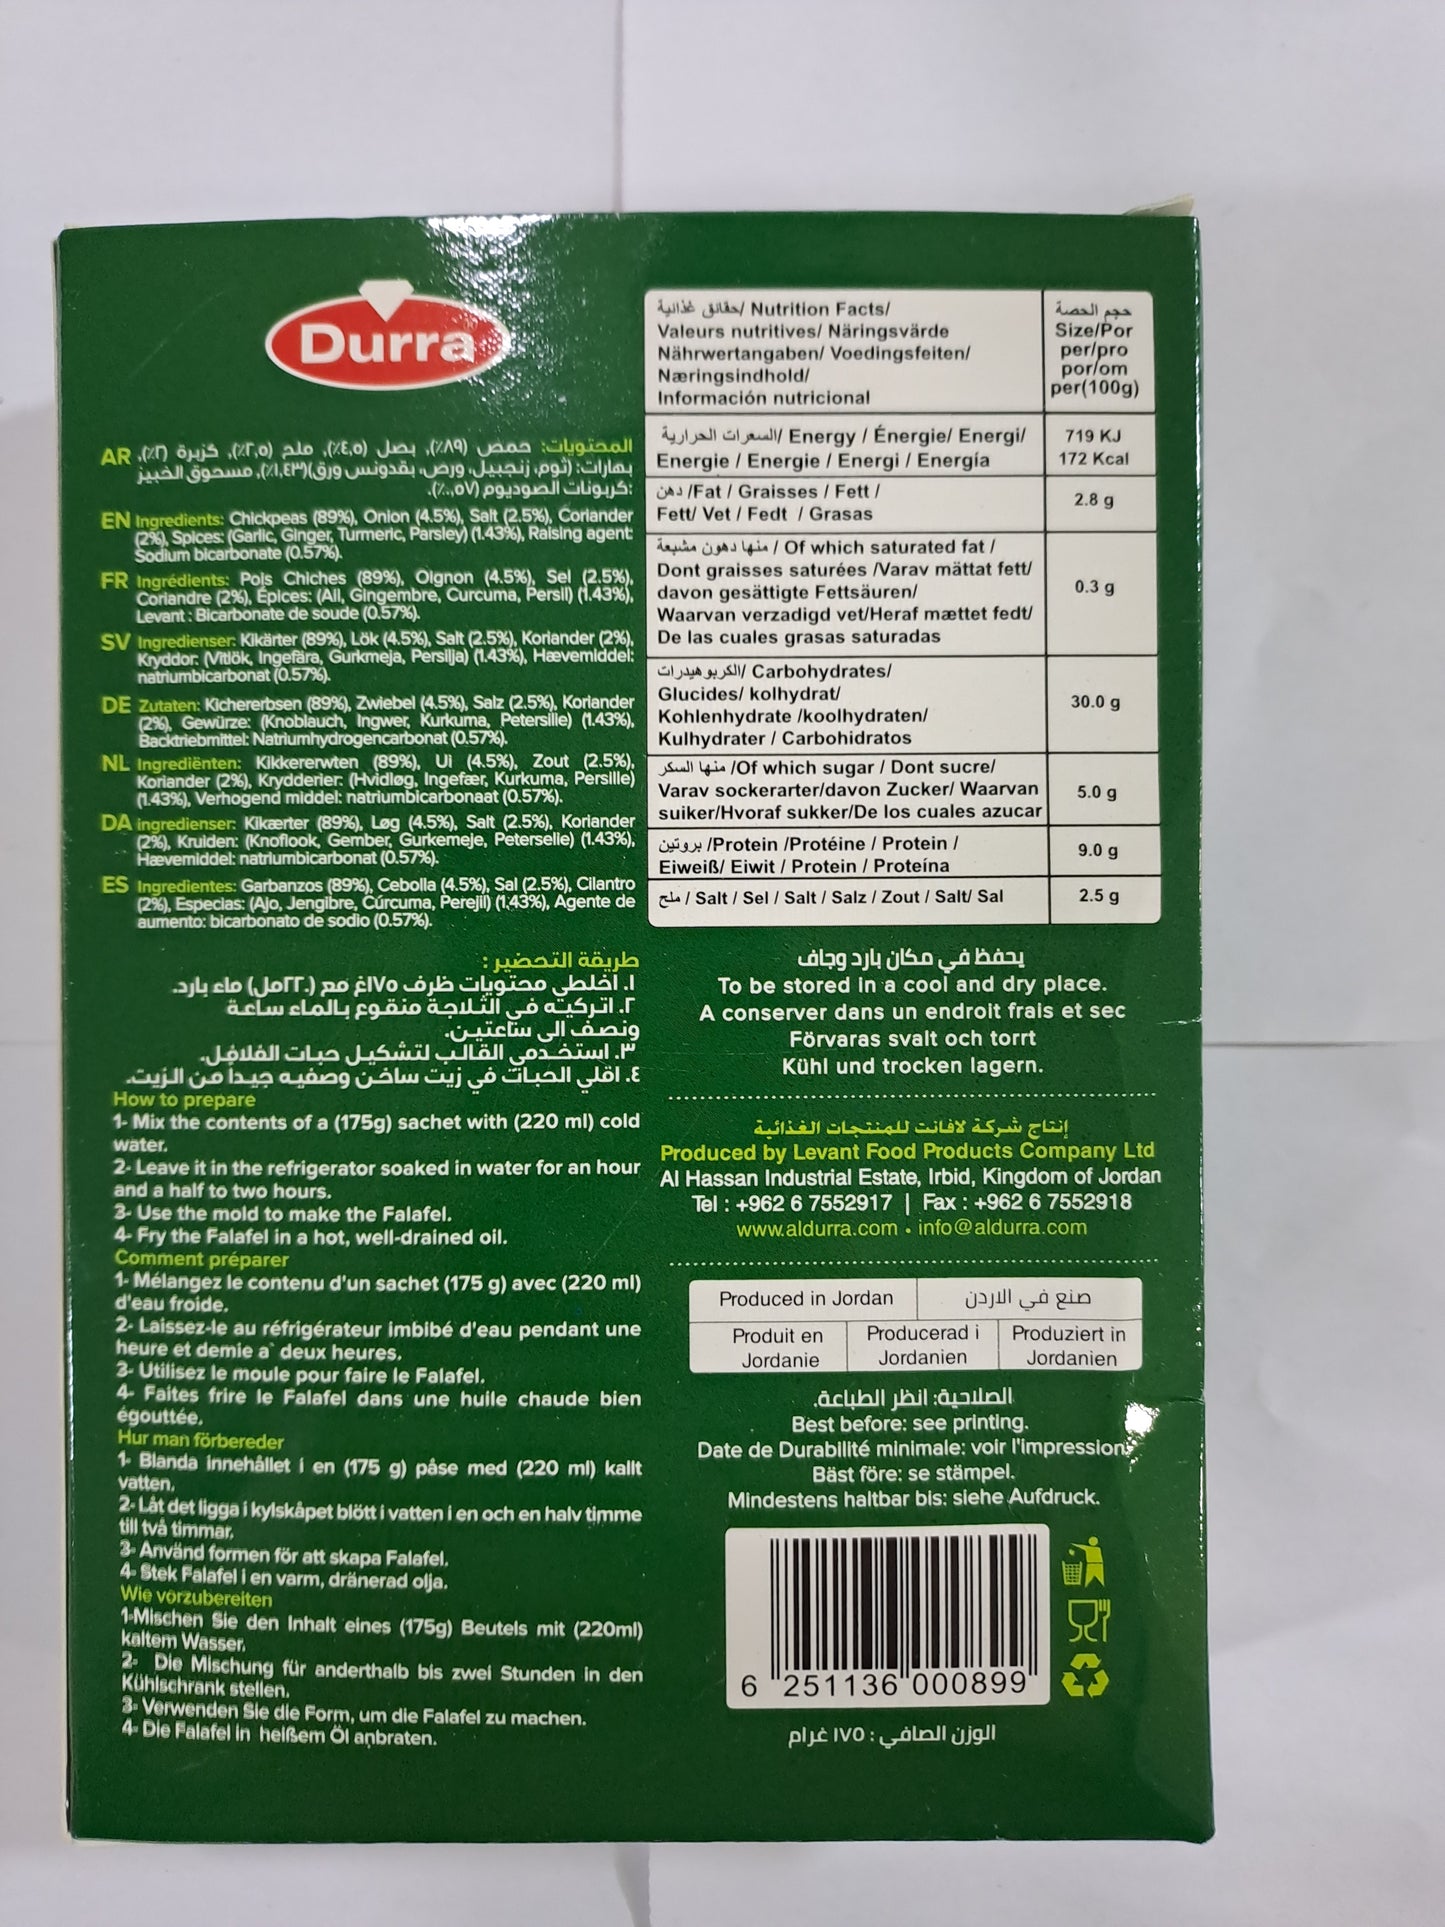 Durra
AR المحتويات: حمص (٨٩٪)، بصل (٤,٥٪)، ملح (٢,٥٪)، كزبرة (٢٪)،
بهارات: (ثوم، زنجبيل، ورص، بقدونس ورق)(١,٤٣٪)، مسحوق الخبيز
:كربونات الصوديوم (٠,٥٧٪).
EN Ingredients: Chickpeas (89%), Onion (4.5%), Salt (2.5%), Coriander
(2%), Spices: (Garlic, Ginger, Turmeric, Parsley) (1.43%), Raising agent:
Sodium bicarbonate (0.57%).
FR Ingrédients: Pois Chiches (89%), Oignon (4.5%), Sel (2.5%),
Coriandre (2%), Épices: (Ail, Gingembre, Curcuma, Persil) (1.43%),
Levant : Bicarbonate de soude (0.57%).
SV Ingredienser: Kikärter (89%), Lök (4.5%), Salt (2.5%), Koriander (2%),
Kryddor: (Vitlök, Ingefära, Gurkmeja, Persilja) (1.43%), Hævemiddel:
natriumbicarbonat (0.57%).
DE Zutaten: Kichererbsen (89%), Zwiebel (4.5%), Salz (2.5%), Koriander
(2%), Gewürze: (Knoblauch, Ingwer, Kurkuma, Petersilie) (1.43%),
Backtriebmittel: Natriumhydrogencarbonat (0.57%).
NL Ingrediënten: Kikkererwten (89%), Ui (4.5%), Zout (2.5%),
Koriander (2%), Krydderier: (Hvidløg, Ingefær, Kurkuma, Persille)
(1.43%), Verhogend middel: natriumbicarbonaat (0.57%).
DA ingredienser: Kikærter (89%), Løg (4.5%), Salt (2.5%), Koriander
(2%), Kruiden: (Knoflook, Gember, Gurkemeje, Peterselie) (1.43%),
Hævemiddel: natriumbicarbonat (0.57%).
ES Ingredientes: Garbanzos (89%), Cebolla (4.5%), Sal (2.5%), Cilantro
(2%), Especias: (Ajo, Jengibre, Cúrcuma, Perejil) (1,43%), Agente de
aumento: bicarbonato de sodio (0.57%).
طريقة التحضير:
١. اخلطي محتويات ظرف ١٧٥غ مع (٢٢٠مل) ماء بارد.
٢. اتركيه في الثلاجة منقوع بالماء ساعة
ونصف الى ساعتين.
٣. استخدمي القالب لتشكيل حبات الفلافل.
٤. اقلي الحبات في زيت ساخن وصفيه جيداً من الزيت.
How to prepare
1- Mix the contents of a (175g) sachet with (220 ml) cold
water.
2- Leave it in the refrigerator soaked in water for an hour
and a half to two hours.
3- Use the mold to make the Falafel.
4- Fry the Falafel in a hot, well-drained oil.
Comment préparer
1- Mélangez le contenu d'un sachet (175 g) avec (220 ml)
d'eau froide.
2- Laissez-le au réfrigérateur imbibé d'eau pendant une
heure et demie a` deux heures.
3- Utilisez le moule pour faire le Falafel.
4- Faites frire le Falafel dans une huile chaude bien
égouttée.
Hur man förbereder
1- Blanda innehållet i en (175 g) påse med (220 ml) kallt
vatten.
2- Låt det ligga i kylskåpet blött i vatten i en och en halv timme
till två timmar.
3- Använd formen för att skapa Falafel.
4- Stek Falafel i en varm, dränerad olja.
Wie vorzubereiten
1-Mischen Sie den Inhalt eines (175g) Beutels mit (220ml)
kaltem Wasser.
2- Die Mischung für anderthalb bis zwei Stunden in den
Kühlschrank stellen.
3- Verwenden Sie die Form, um die Falafel zu machen.
4- Die Falafel in heißem Öl anbraten.
حقائق غذائية/ Nutrition Facts/
Valeurs nutritives/ Näringsvärde
Nährwertangaben/ Voedingsfeiten/
Næringsindhold/
Información nutricional
حجم الحصة
Size/Por
per/pro
por/om
per(100g)
السعرات الحرارية/ Energy / Énergie/ Energi/
Energie / Energie / Energi / Energía
719 KJ
172 Kcal
دهن /Fat / Graisses / Fett /
Fett/ Vet / Fedt / Grasas
2.8 g
منها دهون مشبعة / Of which saturated fat /
Dont graisses saturées /Varav mättat fett/
davon gesättigte Fettsäuren/
Waarvan verzadigd vet/Heraf mættet fedt/
De las cuales grasas saturadas
0.3 g
الكربوهيدرات/ Carbohydrates/
Glucides/ kolhydrat/
Kohlenhydrate /koolhydraten/
Kulhydrater / Carbohidratos
30.0 g
منها السكر /Of which sugar / Dont sucre/
Varav sockerarter/davon Zucker/ Waarvan
suiker/Hvoraf sukker/De los cuales azucar
5.0 g
بروتين /Protein /Protéine / Protein /
Eiweiß/ Eiwit / Protein / Proteína
9.0 g
ملح / Salt / Sel / Salt / Salz / Zout / Salt/ Sal
2.5 g
يحفظ في مكان بارد وجاف
To be stored in a cool and dry place.
A conserver dans un endroit frais et sec
Förvaras svalt och torrt
Kühl und trocken lagern.
إنتاج شركة لافانت للمنتجات الغذائية
Produced by Levant Food Products Company Ltd
Al Hassan Industrial Estate, Irbid, Kingdom of Jordan
Tel : +962 6 7552917 | Fax : +962 6 7552918
www.aldurra.com • info@aldurra.com
Produced in Jordan
صنع في الاردن
Produit en
Jordanie
Producerad i
Jordanien
Produziert in
Jordanien
الصلاحية: انظر الطباعة.
Best before: see printing.
Date de Durabilité minimale: voir l'impression
Bäst före: se stämpel.
Mindestens haltbar bis: siehe Aufdruck.
6 251136 000899
الوزن الصافي : ١٧٥ غرام